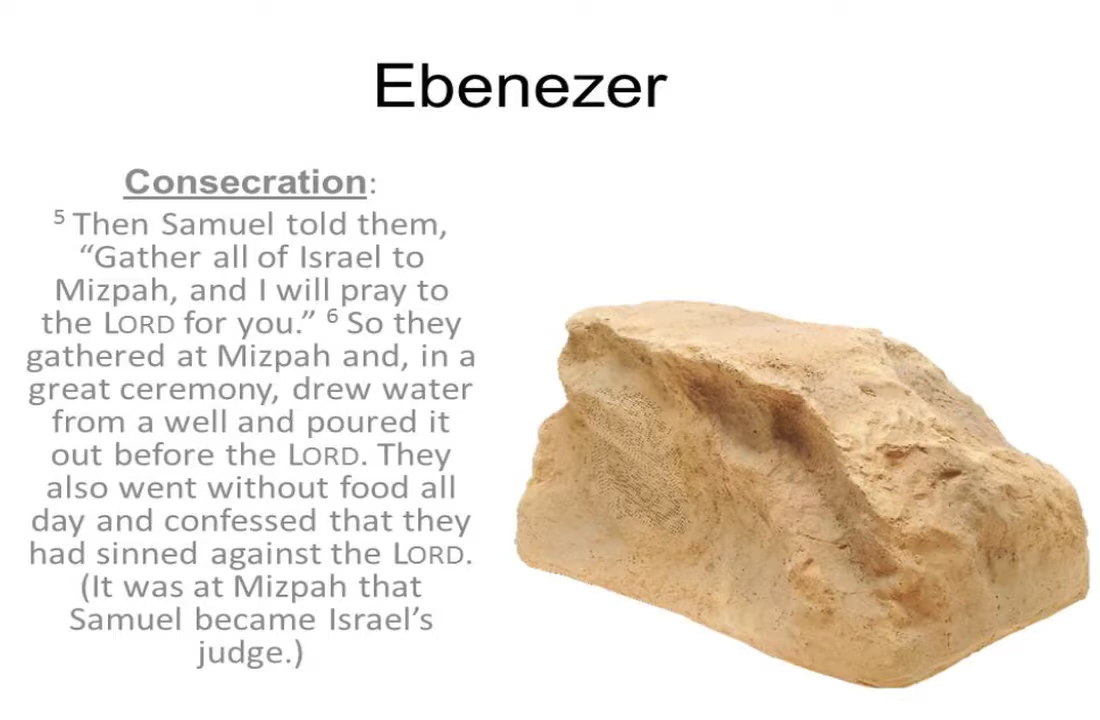 Ebenezer
Consecration:
⁵ Then Samuel told them,
“Gather all of Israel to
Mizpah, and I will pray to
the LORD for you.” ⁶ So they
gathered at Mizpah and, in a
great ceremony, drew water
from a well and poured it
out before the LORD. They
also went without food all
day and confessed that they
had sinned against the LORD.
(It was at Mizpah that
Samuel became Israel’s
judge.)